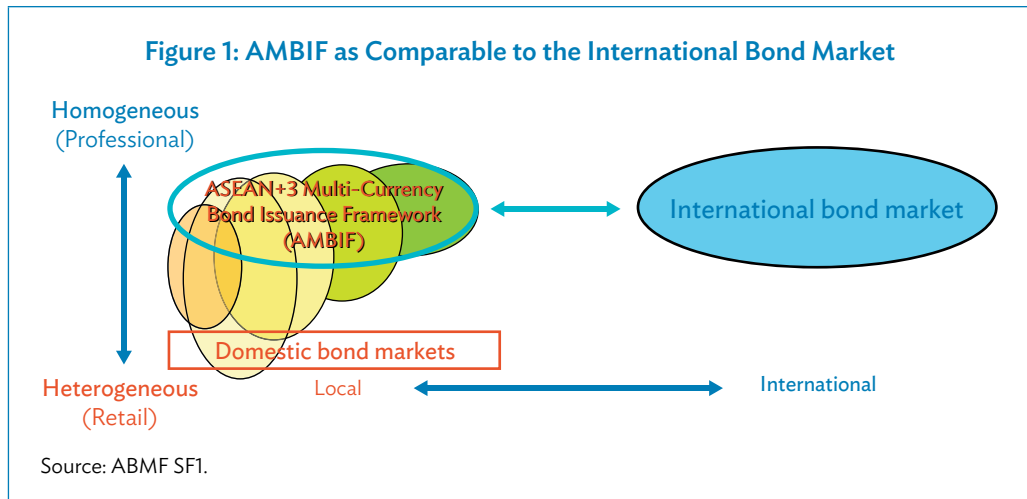 Figure 1: AMBIF as Comparable to the International Bond Market
Homogeneous
(Professional)
ASEAN+3 Multi-Currency
Bond Issuance Framework
(AMBIF)
International bond market
Domestic bond markets
Heterogeneous
(Retail)
Local
International
Source: ABMF SF1.